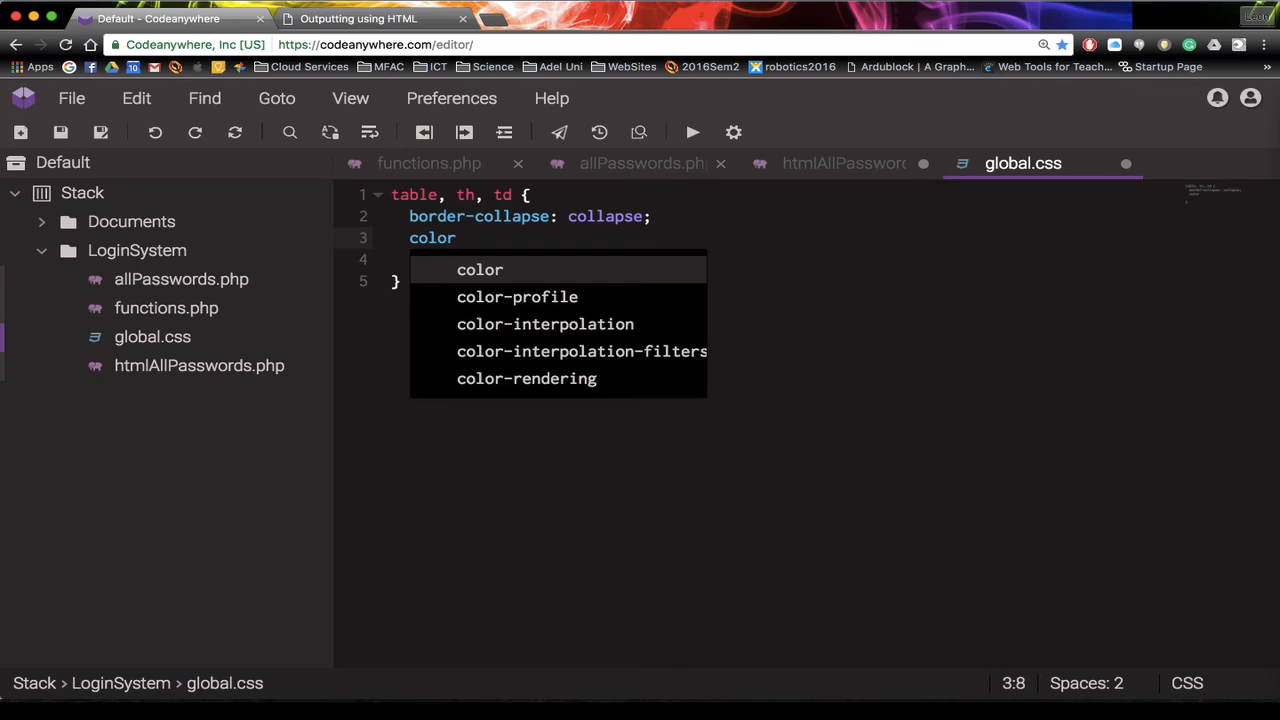 Default - Codeanywhere
Outputting using HTML
Leon
Codeanywhere, Inc [US] https://codeanywhere.com/editor/
Apps Cloud Services MFAC ICT Science Adel Uni WebSites 2016Sem2 robotics2016 Ardublock | A Graph... Web Tools for Teach... Startup Page »
File Edit Find Goto View Preferences Help
Default
functions.php
allPasswords.ph
htmlAllPassword
global.css
Stack
Documents
LoginSystem
allPasswords.php
functions.php
global.css
htmlAllPasswords.php
1 table, th, td {
2 border-collapse: collapse;
3 color
4
5 }
color
color-profile
color-interpolation
color-interpolation-filters
color-rendering
Stack > LoginSystem > global.css
3:8
Spaces: 2
CSS